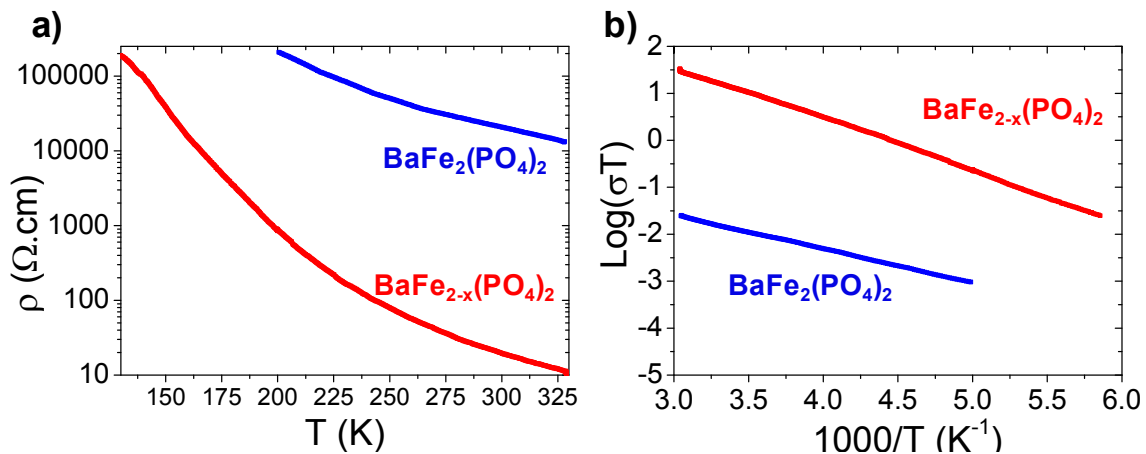 a)
100000
10000
1000
100
10
ρ (Ω.cm)
BaFe2(PO4)2
BaFe2-x(PO4)2
150 175 200 225 250 275 300 325
T (K)
b)
2
1
0
-1
-2
-3
-4
-5
Log(σT)
BaFe2-x(PO4)2
BaFe2(PO4)2
3.0 3.5 4.0 4.5 5.0 5.5 6.0
1000/T (K-1)